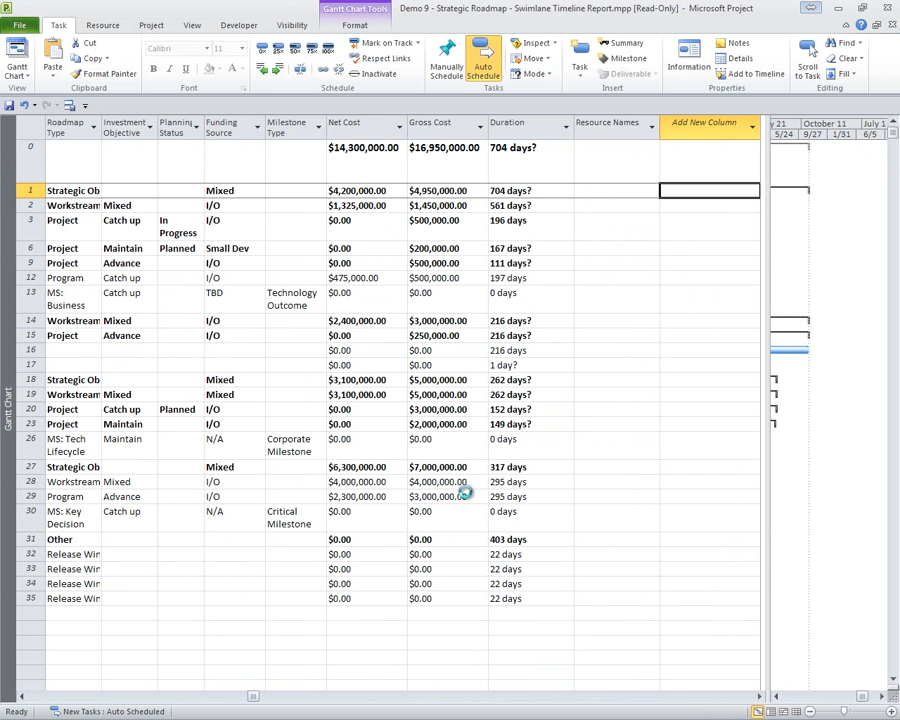 Gantt Chart Tools
Demo 9 - Strategic Roadmap - Swimlane Timeline Report.mpp [Read-Only] - Microsoft Project
File Task Resource Project View Developer Visibility Format
Gantt Chart
Paste
Cut
Copy
Format Painter
Calibri 11
B I U A
0% 25% 50% 75% 100%
Mark on Track
Respect Links
Inactivate
Manually Schedule
Auto Schedule
Inspect
Move
Mode
Task
Summary
Milestone
Deliverable
Information
Notes
Details
Add to Timeline
Scroll to Task
Find
Clear
Fill
View Clipboard Font Schedule Tasks Insert Properties Editing
Roadmap Type Investment Objective Planning Status Funding Source Milestone Type Net Cost Gross Cost Duration Resource Names Add New Column
y 21 October 11 July 1
5/24 9/27 1/31 6/5
0 $14,300,000.00 $16,950,000.00 704 days?
1 Strategic Ob Mixed $4,200,000.00 $4,950,000.00 704 days?
2 Workstream Mixed I/O $1,325,000.00 $1,450,000.00 561 days?
3 Project Catch up In Progress I/O $0.00 $500,000.00 196 days
6 Project Maintain Planned Small Dev $0.00 $200,000.00 167 days?
9 Project Advance I/O $0.00 $500,000.00 111 days?
12 Program Catch up I/O $475,000.00 $500,000.00 197 days
13 MS: Business Catch up TBD Technology Outcome $0.00 $0.00 0 days
14 Workstream Mixed I/O $2,400,000.00 $3,000,000.00 216 days?
15 Project Advance I/O $0.00 $250,000.00 216 days?
16 $0.00 $0.00 216 days
17 $0.00 $0.00 1 day?
18 Strategic Ob Mixed $3,100,000.00 $5,000,000.00 262 days?
19 Workstream Mixed Mixed $3,100,000.00 $5,000,000.00 262 days?
20 Project Catch up Planned I/O $0.00 $3,000,000.00 152 days?
23 Project Maintain I/O $0.00 $2,000,000.00 149 days?
26 MS: Tech Lifecycle Maintain N/A Corporate Milestone $0.00 $0.00 0 days
27 Strategic Ob Mixed $6,300,000.00 $7,000,000.00 317 days
28 Workstream Mixed I/O $4,000,000.00 $4,000,000.00 295 days
29 Program Advance I/O $2,300,000.00 $3,000,000.00 295 days
30 MS: Key Decision Catch up N/A Critical Milestone $0.00 $0.00 0 days
31 Other $0.00 $0.00 403 days
32 Release Win $0.00 $0.00 22 days
33 Release Win $0.00 $0.00 22 days
34 Release Win $0.00 $0.00 22 days
35 Release Win $0.00 $0.00 22 days
Gantt Chart
Ready New Tasks : Auto Scheduled